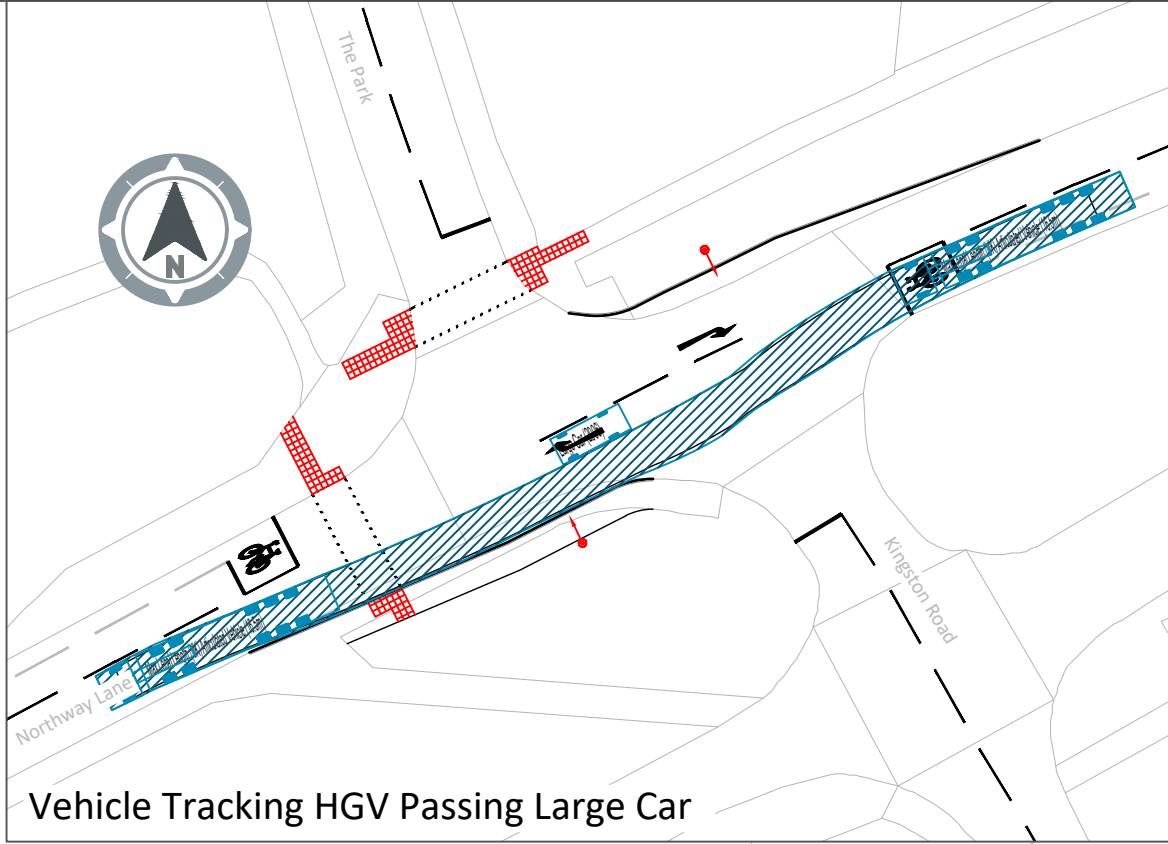 The Park
N
Kingston Road
Northway Lane
Vehicle Tracking HGV Passing Large Car